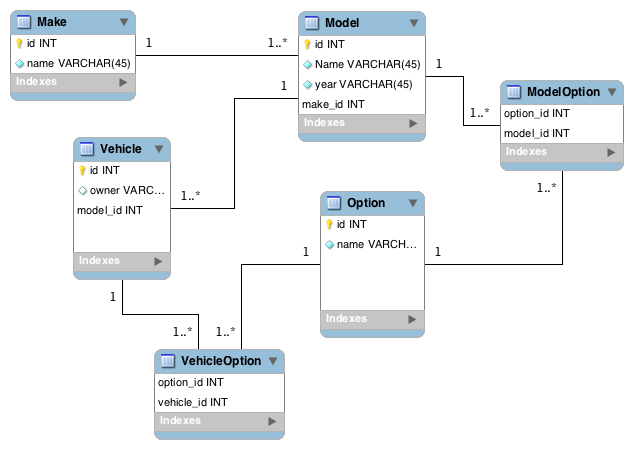 Make
id INT
name VARCHAR(45)
Indexes
1
1..*
Model
id INT
Name VARCHAR(45)
year VARCHAR(45)
make_id INT
Indexes
1
1..*
1
1..*
ModelOption
option_id INT
model_id INT
Indexes
1..*
Vehicle
id INT
owner VARC...
model_id INT
Indexes
1
1..*
Option
id INT
name VARCH...
Indexes
1
1
1..*
VehicleOption
option_id INT
vehicle_id INT
Indexes